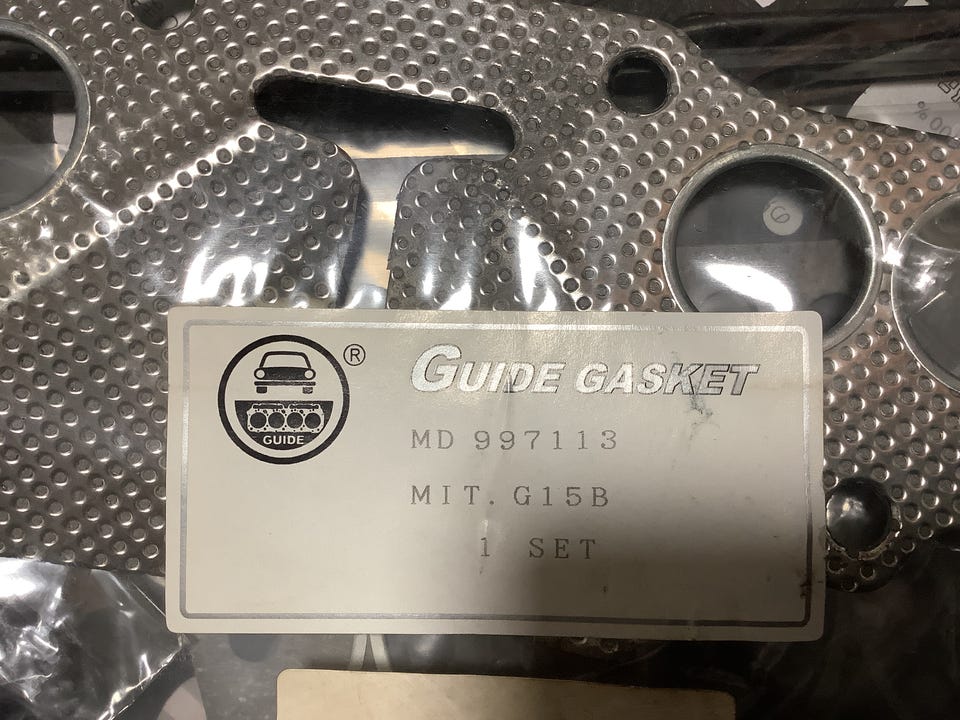 ®
GUIDE GASKET
GUIDE
MD 997113
MIT. G15B
1 SET